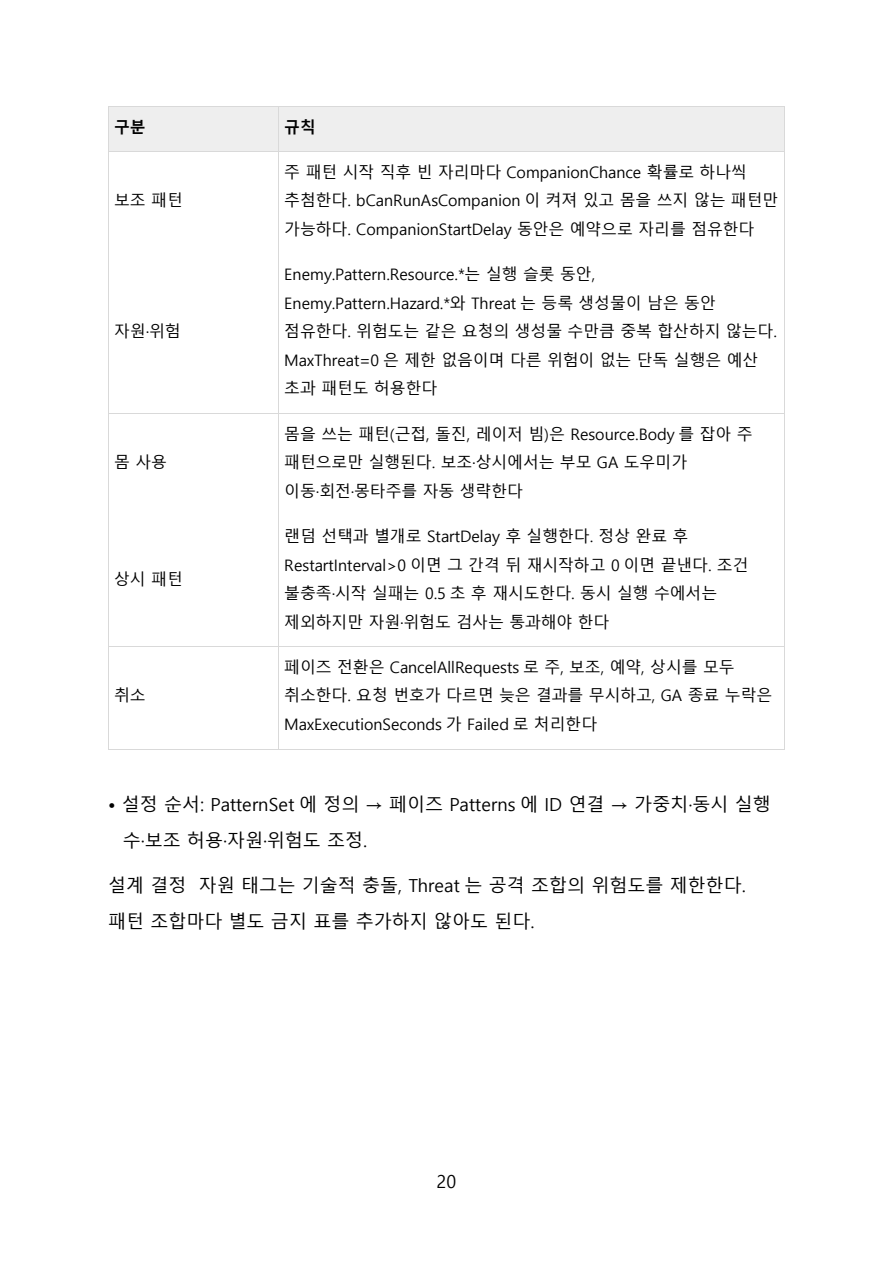 구분
규칙
보조 패턴
주 패턴 시작 직후 빈 자리마다 CompanionChance 확률로 하나씩
추첨한다. bCanRunAsCompanion 이 켜져 있고 몸을 쓰지 않는 패턴만
가능하다. CompanionStartDelay 동안은 예약으로 자리를 점유한다
자원·위험
Enemy.Pattern.Resource.*는 실행 슬롯 동안,
Enemy.Pattern.Hazard.*와 Threat 는 등록 생성물이 남은 동안
점유한다. 위험도는 같은 요청의 생성물 수만큼 중복 합산하지 않는다.
MaxThreat=0 은 제한 없음이며 다른 위험이 없는 단독 실행은 예산
초과 패턴도 허용한다
몸 사용
몸을 쓰는 패턴(근접, 돌진, 레이저 빔)은 Resource.Body 를 잡아 주
패턴으로만 실행된다. 보조·상시에서는 부모 GA 도우미가
이동·회전·몽타주를 자동 생략한다
상시 패턴
랜덤 선택과 별개로 StartDelay 후 실행한다. 정상 완료 후
RestartInterval>0 이면 그 간격 뒤 재시작하고 0 이면 끝낸다. 조건
불충족·시작 실패는 0.5 초 후 재시도한다. 동시 실행 수에서는
제외하지만 자원·위험도 검사는 통과해야 한다
취소
페이즈 전환은 CancelAllRequests 로 주, 보조, 예약, 상시를 모두
취소한다. 요청 번호가 다르면 늦은 결과를 무시하고, GA 종료 누락은
MaxExecutionSeconds 가 Failed 로 처리한다
• 설정 순서: PatternSet 에 정의 → 페이즈 Patterns 에 ID 연결 → 가중치·동시 실행
수·보조 허용·자원·위험도 조정.
설계 결정  자원 태그는 기술적 충돌, Threat 는 공격 조합의 위험도를 제한한다.
패턴 조합마다 별도 금지 표를 추가하지 않아도 된다.
20